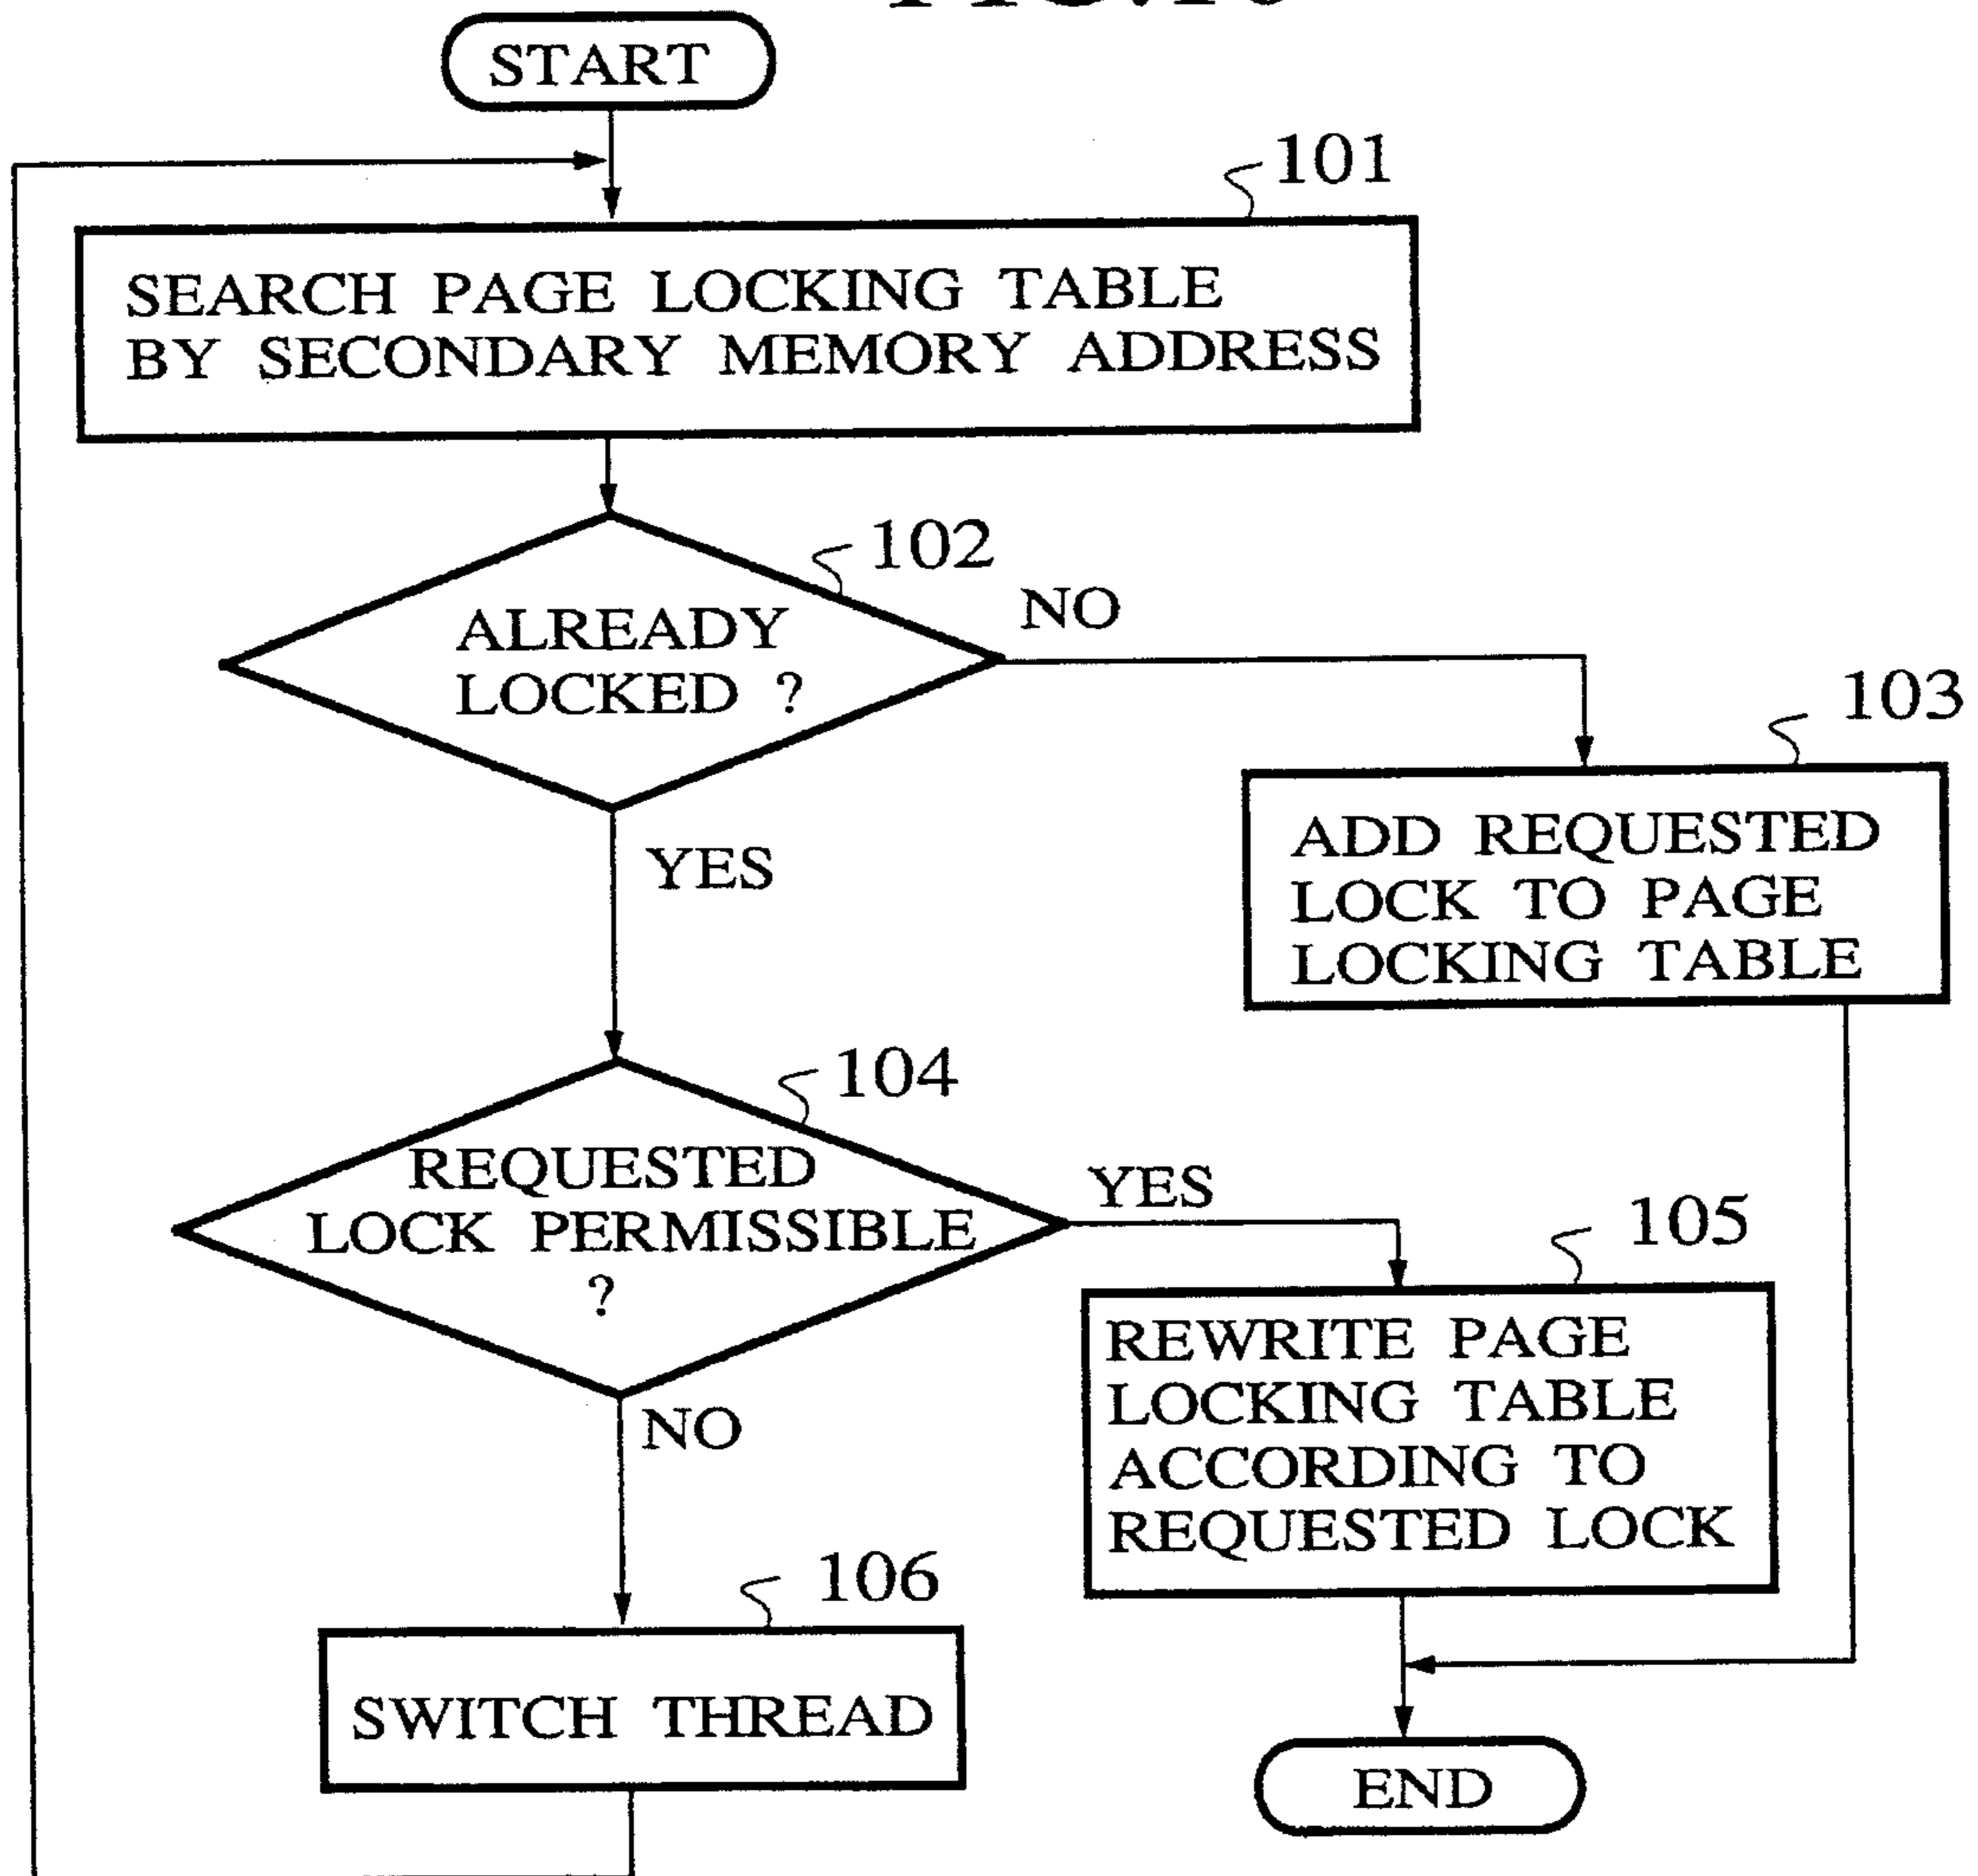 START
101
SEARCH PAGE LOCKING TABLE
BY SECONDARY MEMORY ADDRESS
102
ALREADY
LOCKED ?
NO
YES
103
ADD REQUESTED
LOCK TO PAGE
LOCKING TABLE
104
REQUESTED
LOCK PERMISSIBLE
?
YES
NO
105
REWRITE PAGE
LOCKING TABLE
ACCORDING TO
REQUESTED LOCK
106
SWITCH THREAD
END